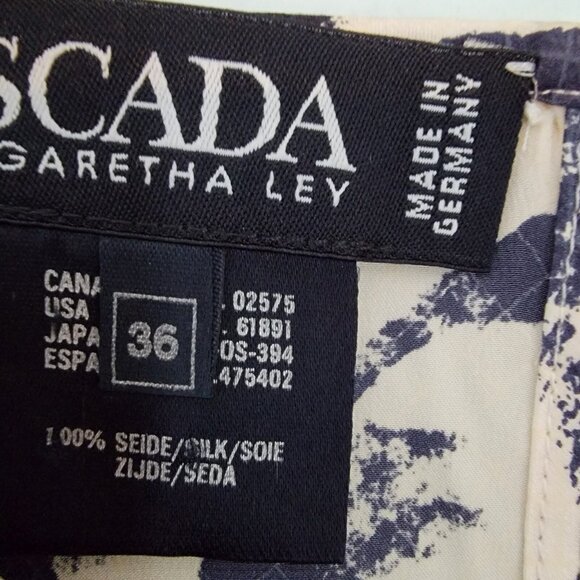 SCADA
GARETHA LEY
MADE IN
GERMANY
CANA 02575
USA . 61891
JAPA OS-394
ESPA .475402
36
100% SEIDE/SILK/SOIE
ZIJDE/SEDA